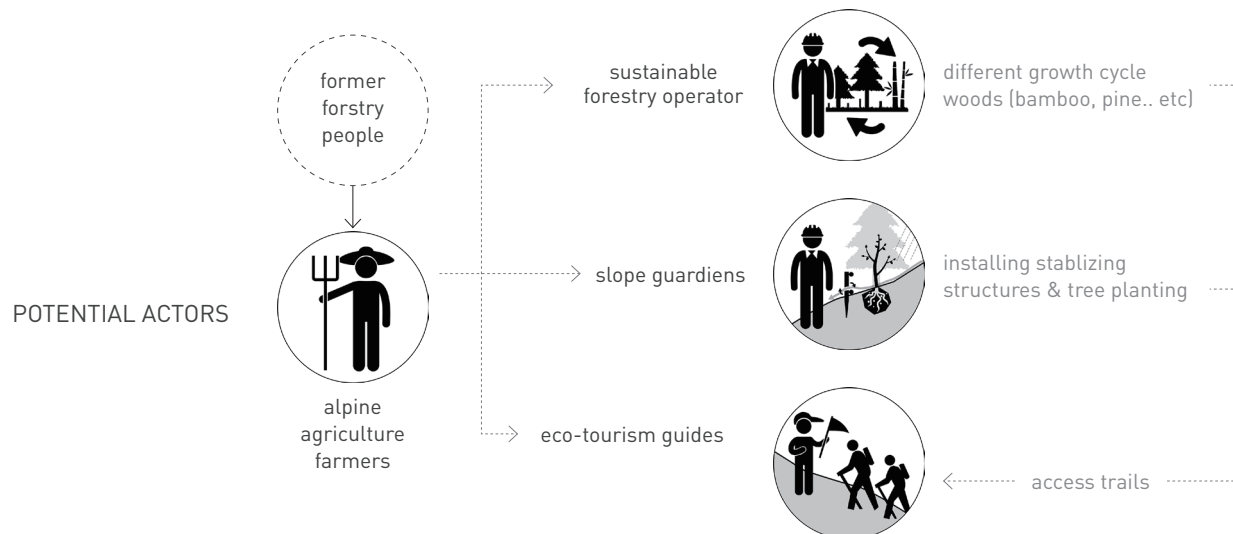 former
forstry
people
POTENTIAL ACTORS
alpine
agriculture
farmers
sustainable
forestry operator
different growth cycle
woods (bamboo, pine.. etc)
slope guardiens
installing stablizing
structures & tree planting
eco-tourism guides
access trails